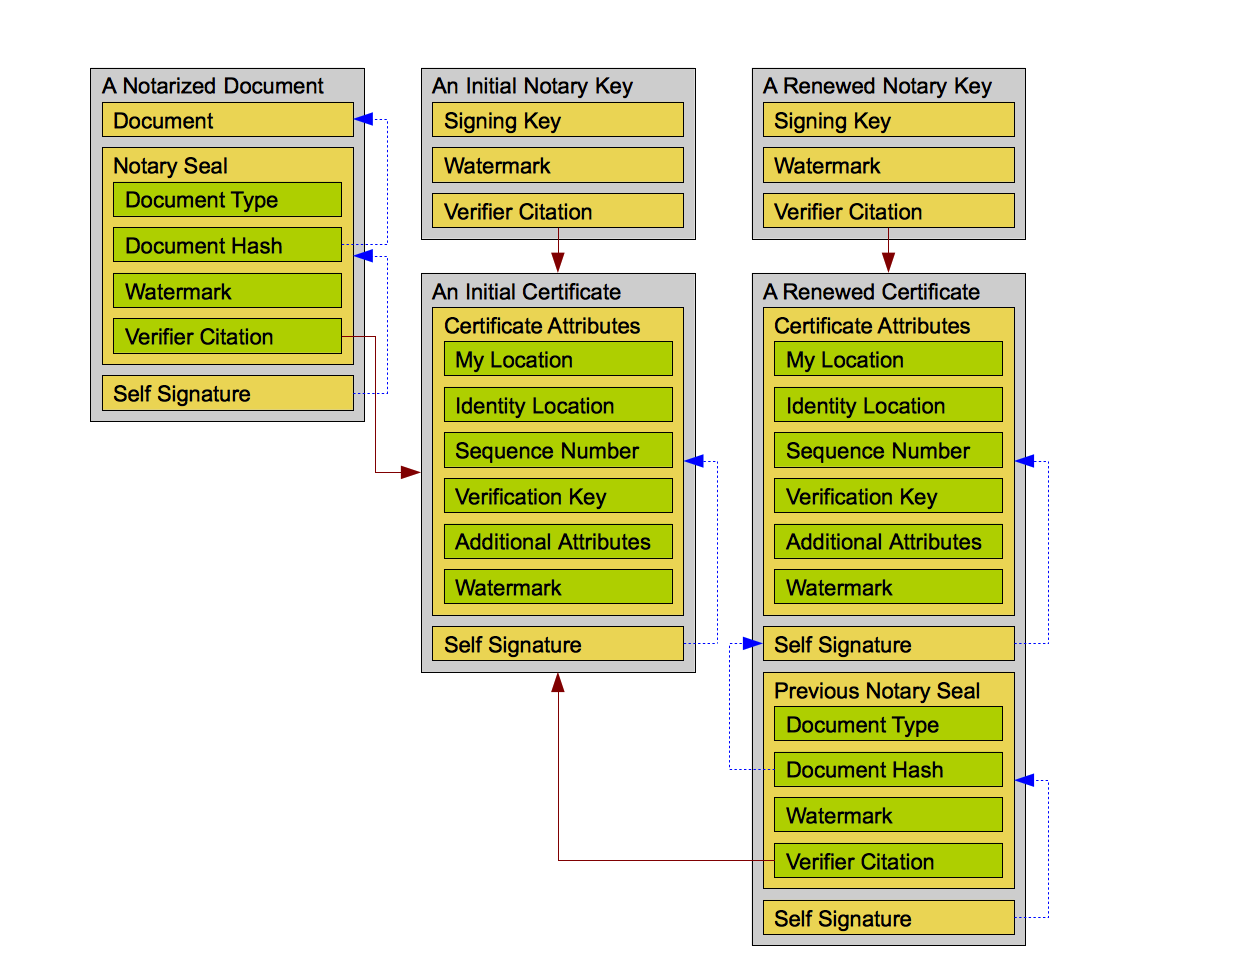 A Notarized Document
Document
Notary Seal
Document Type
Document Hash
Watermark
Verifier Citation
Self Signature
An Initial Notary Key
Signing Key
Watermark
Verifier Citation
An Initial Certificate
Certificate Attributes
My Location
Identity Location
Sequence Number
Verification Key
Additional Attributes
Watermark
Self Signature
A Renewed Notary Key
Signing Key
Watermark
Verifier Citation
A Renewed Certificate
Certificate Attributes
My Location
Identity Location
Sequence Number
Verification Key
Additional Attributes
Watermark
Self Signature
Previous Notary Seal
Document Type
Document Hash
Watermark
Verifier Citation
Self Signature